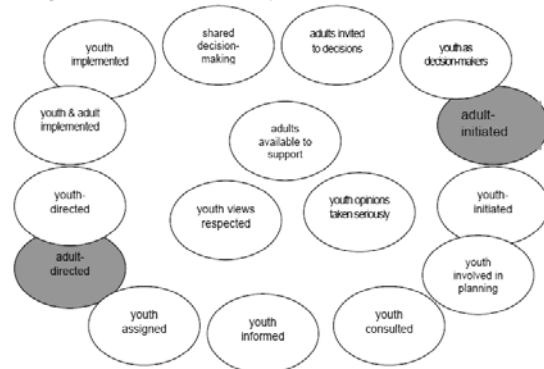 youth
implemented
shared
decision-
making
adults invited
to decisions
youth as
decision-makers
youth & adult
implemented
adults
available to
support
adult-
initiated
youth-
directed
youth views
respected
youth opinions
taken seriously
youth-
initiated
adult-
directed
youth
involved in
planning
youth
assigned
youth
informed
youth
consulted